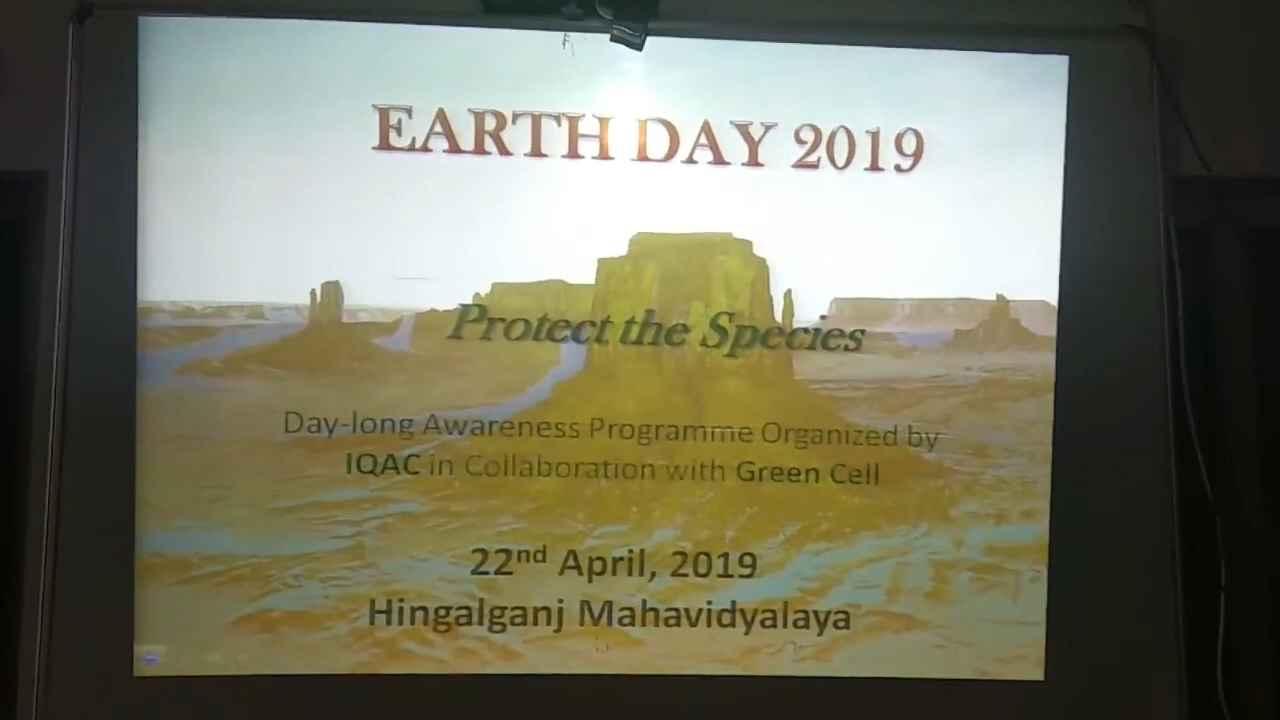 EARTH DAY 2019
Protect the Species
Day-long Awareness Programme Organized by
IQAC in Collaboration with Green Cell
22nd April, 2019
Hingalganj Mahavidyalaya